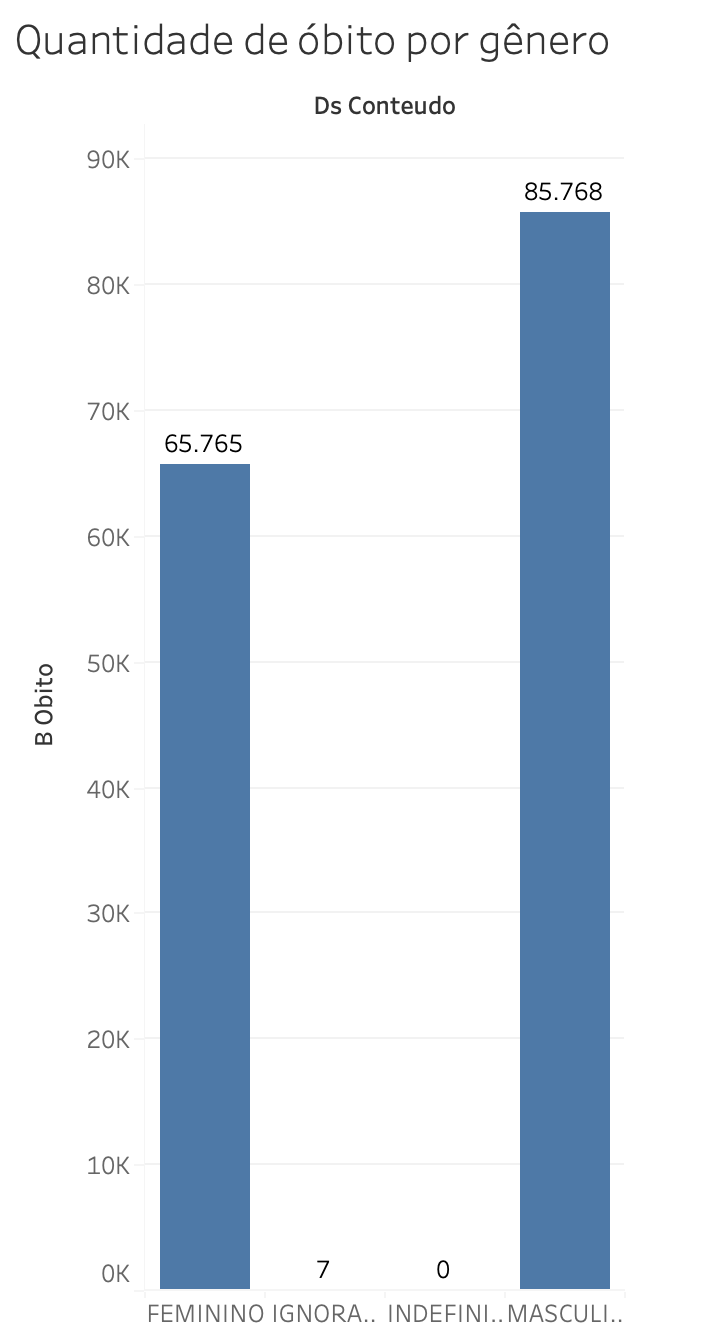 Quantidade de óbito por gênero
Ds Conteudo
90K
85.768
80K
70K
65.765
60K
50K
B Obito
40K
30K
20K
10K
7
0
0K
FEMININO IGNORA.. INDEFINI.. MASCULI..